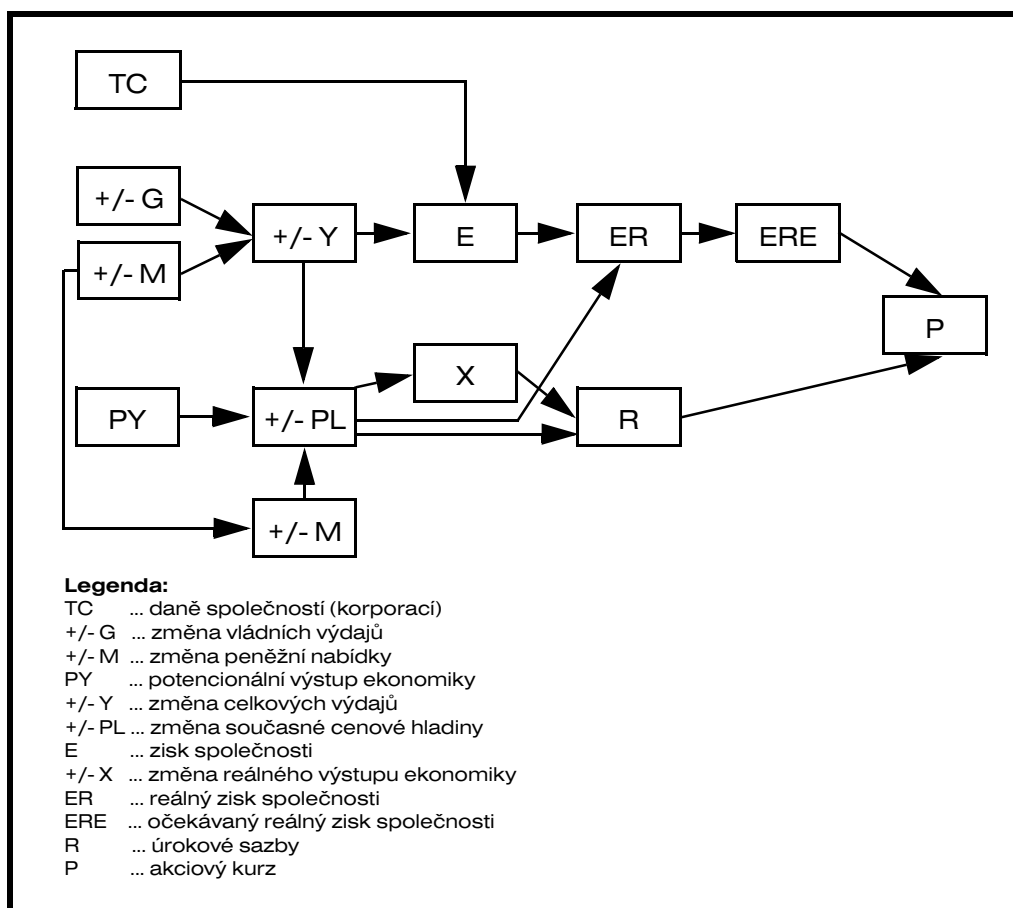 TC
+/- G
+/- M
+/- Y
E
ER
ERE
P
X
PY
+/- PL
R
+/- M
Legenda:
TC ... daně společností (korporací)
+/- G ... změna vládních výdajů
+/- M ... změna peněžní nabídky
PY ... potencionální výstup ekonomiky
+/- Y ... změna celkových výdajů
+/- PL ... změna současné cenové hladiny
E ... zisk společnosti
+/- X ... změna reálného výstupu ekonomiky
ER ... reálný zisk společnosti
ERE ... očekávaný reálný zisk společnosti
R ... úrokové sazby
P ... akciový kurz